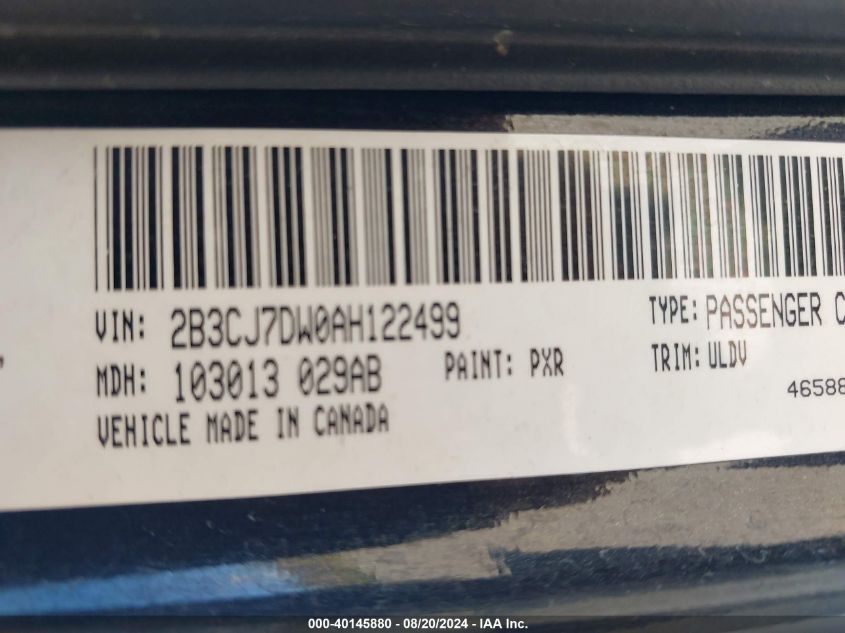 VIN: 2B3CJ7DW0AH122499 TYPE: PASSENGER C
MDH: 103013 029AB PAINT: PXR TRIM: ULDV
VEHICLE MADE IN CANADA 46588
000-40145880 - 08/20/2024 - IAA Inc.